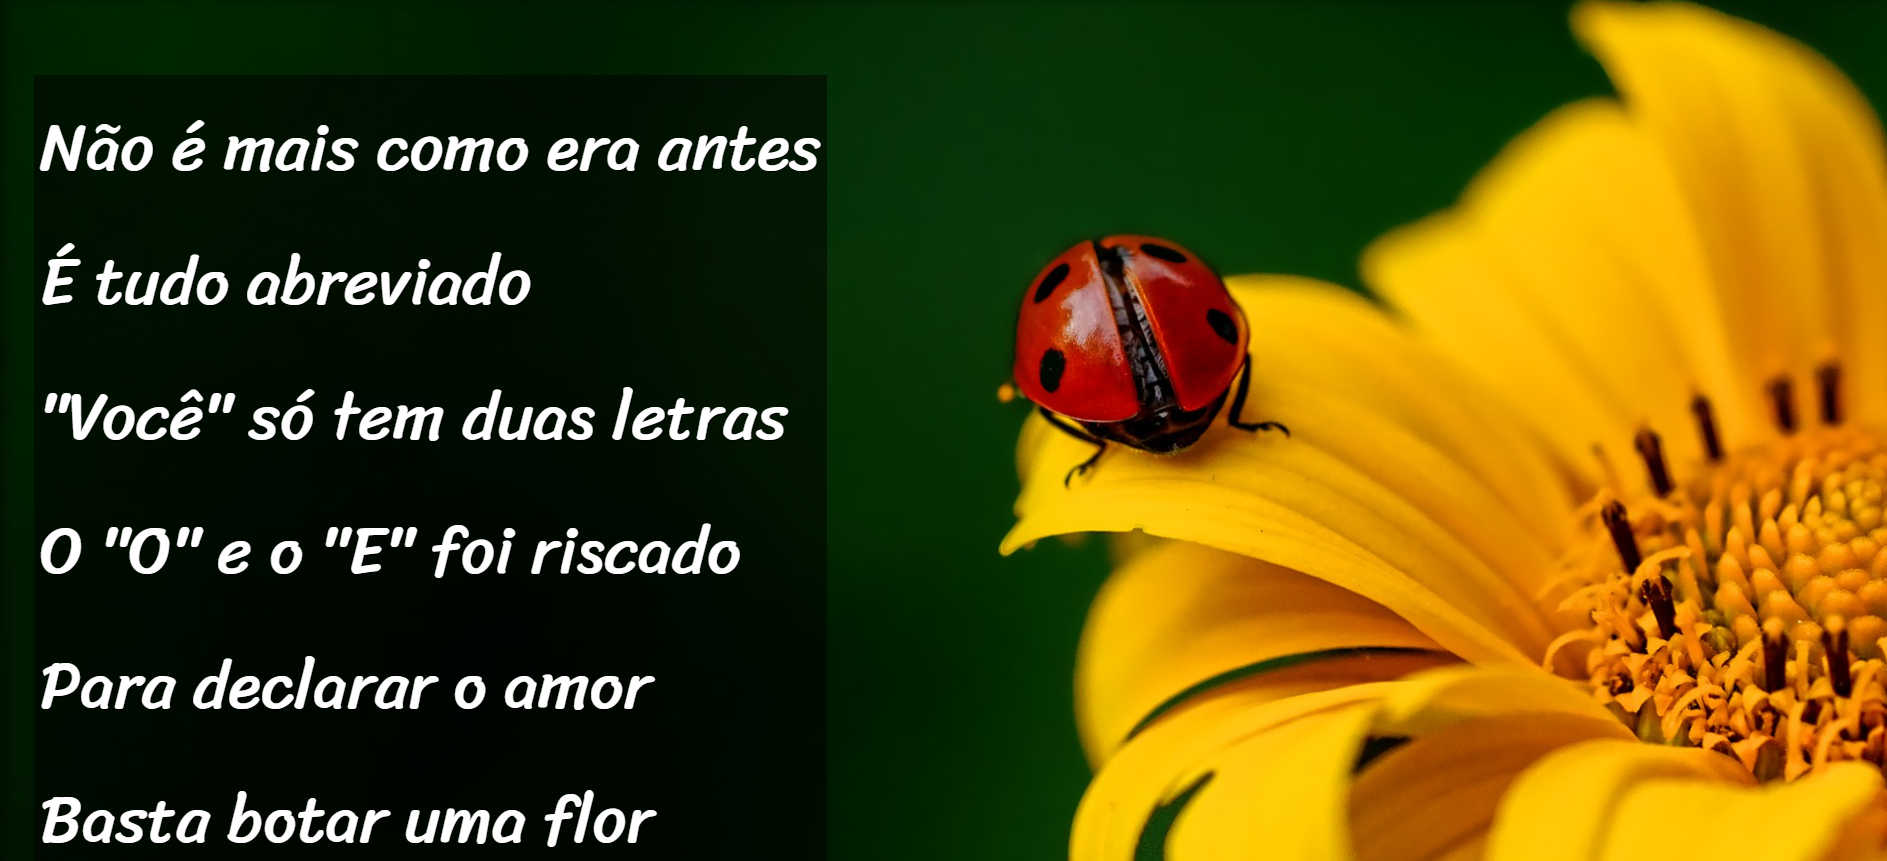 Não é mais como era antes
É tudo abreviado
"Você" só tem duas letras
O "O" e o "E" foi riscado
Para declarar o amor
Basta botar uma flor